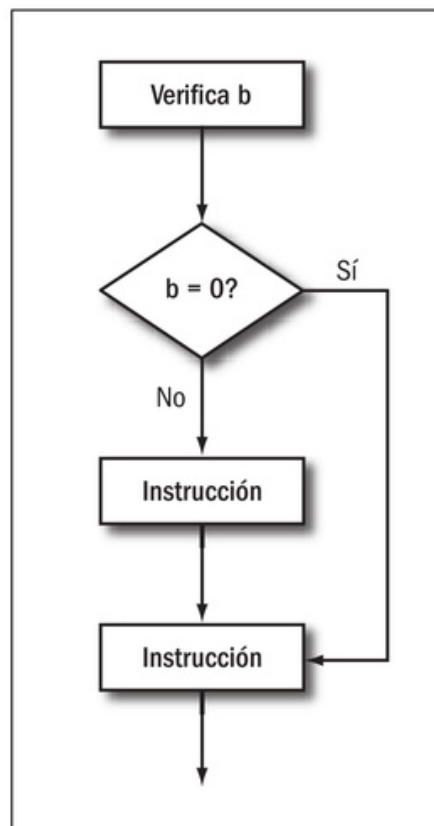 Verifica b
b = 0?
Sí
No
Instrucción
Instrucción